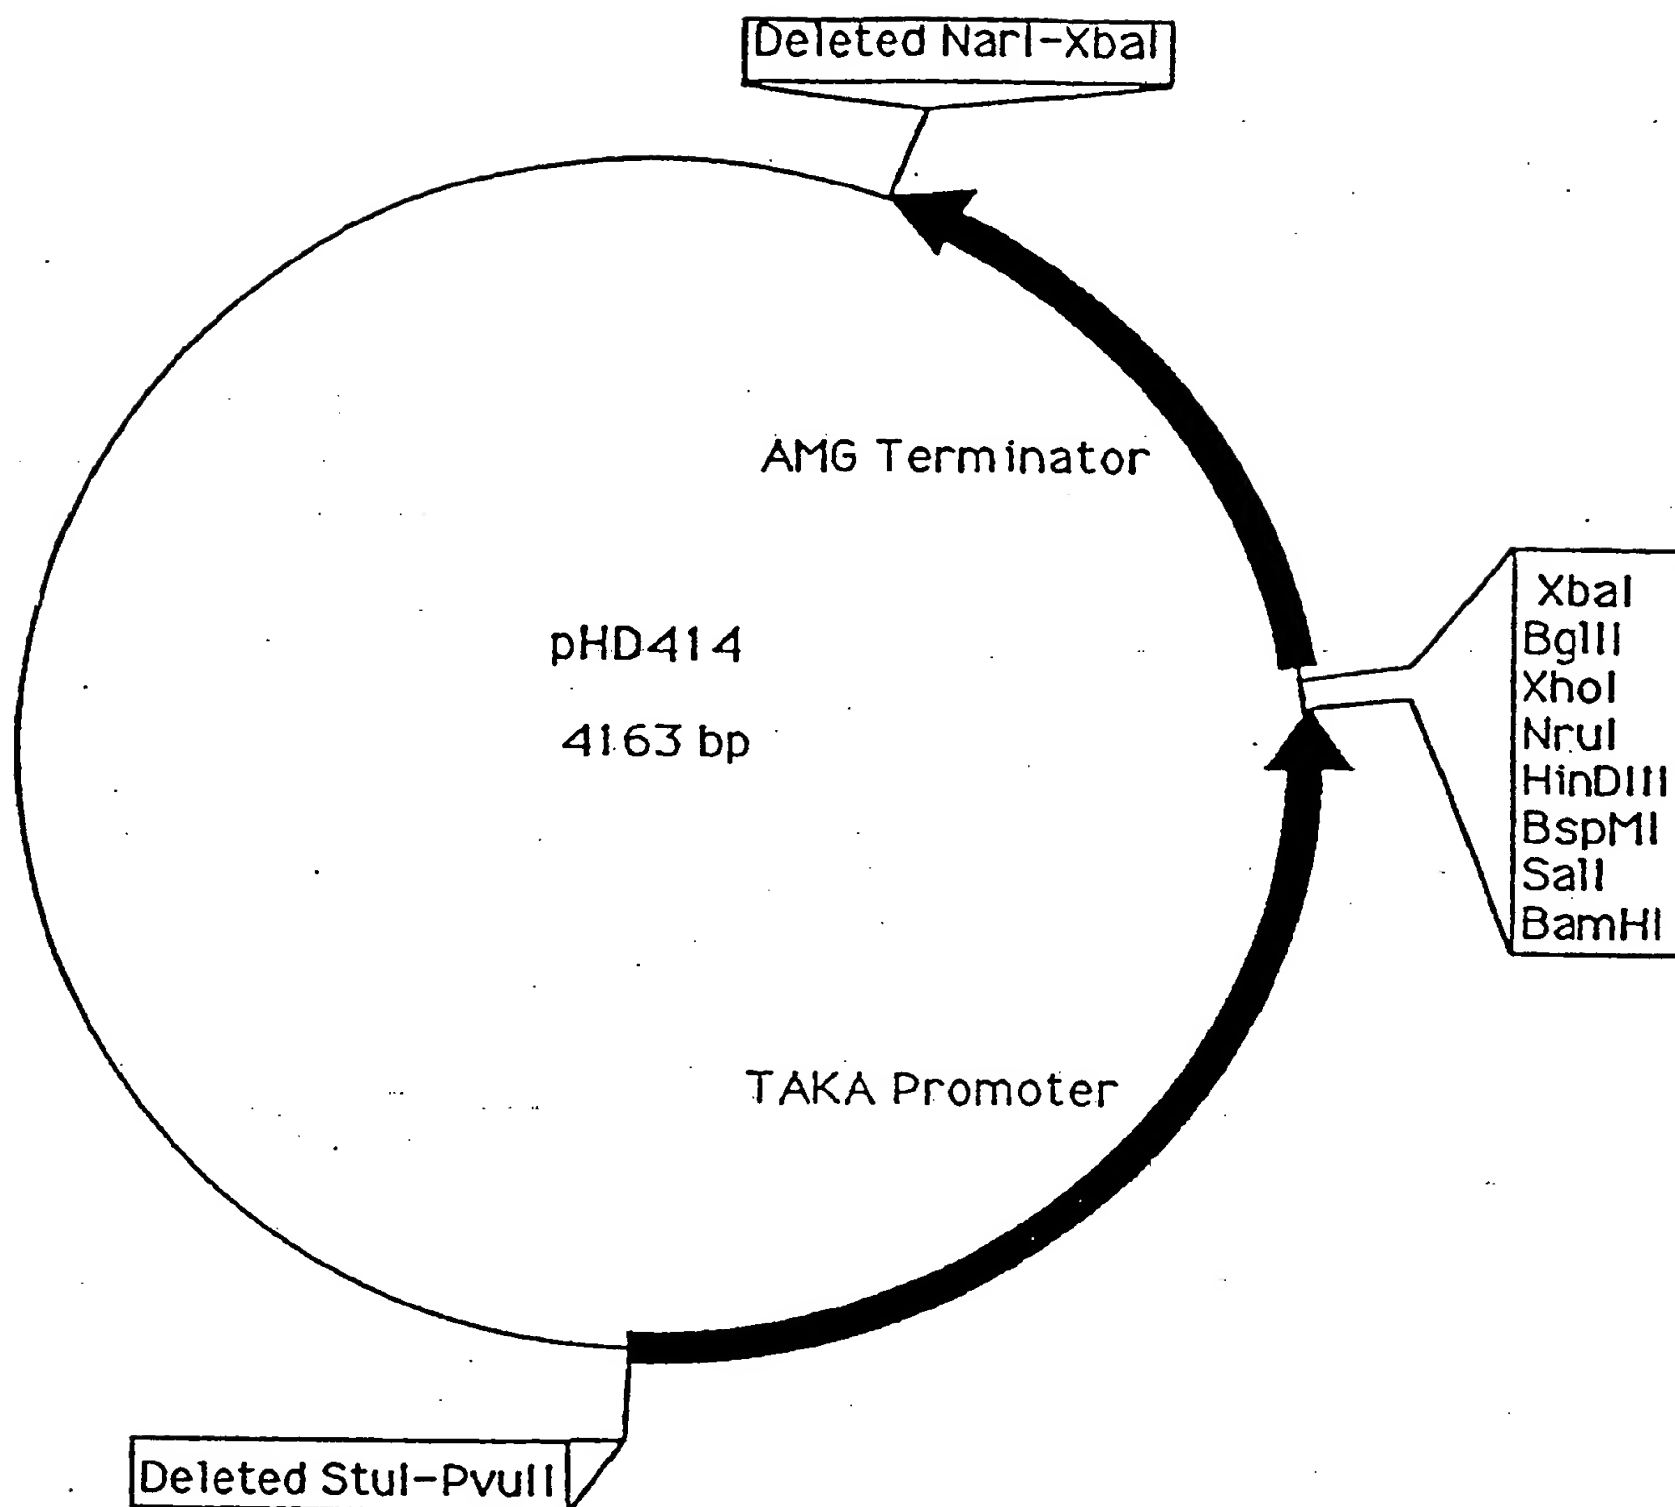 Deleted NarI-XbaI
AMG Terminator
pHD414
4163 bp
XbaI
BglII
XhoI
NruI
HinDIII
BspMI
SalI
BamHI
TAKA Promoter
Deleted StuI-PvuII